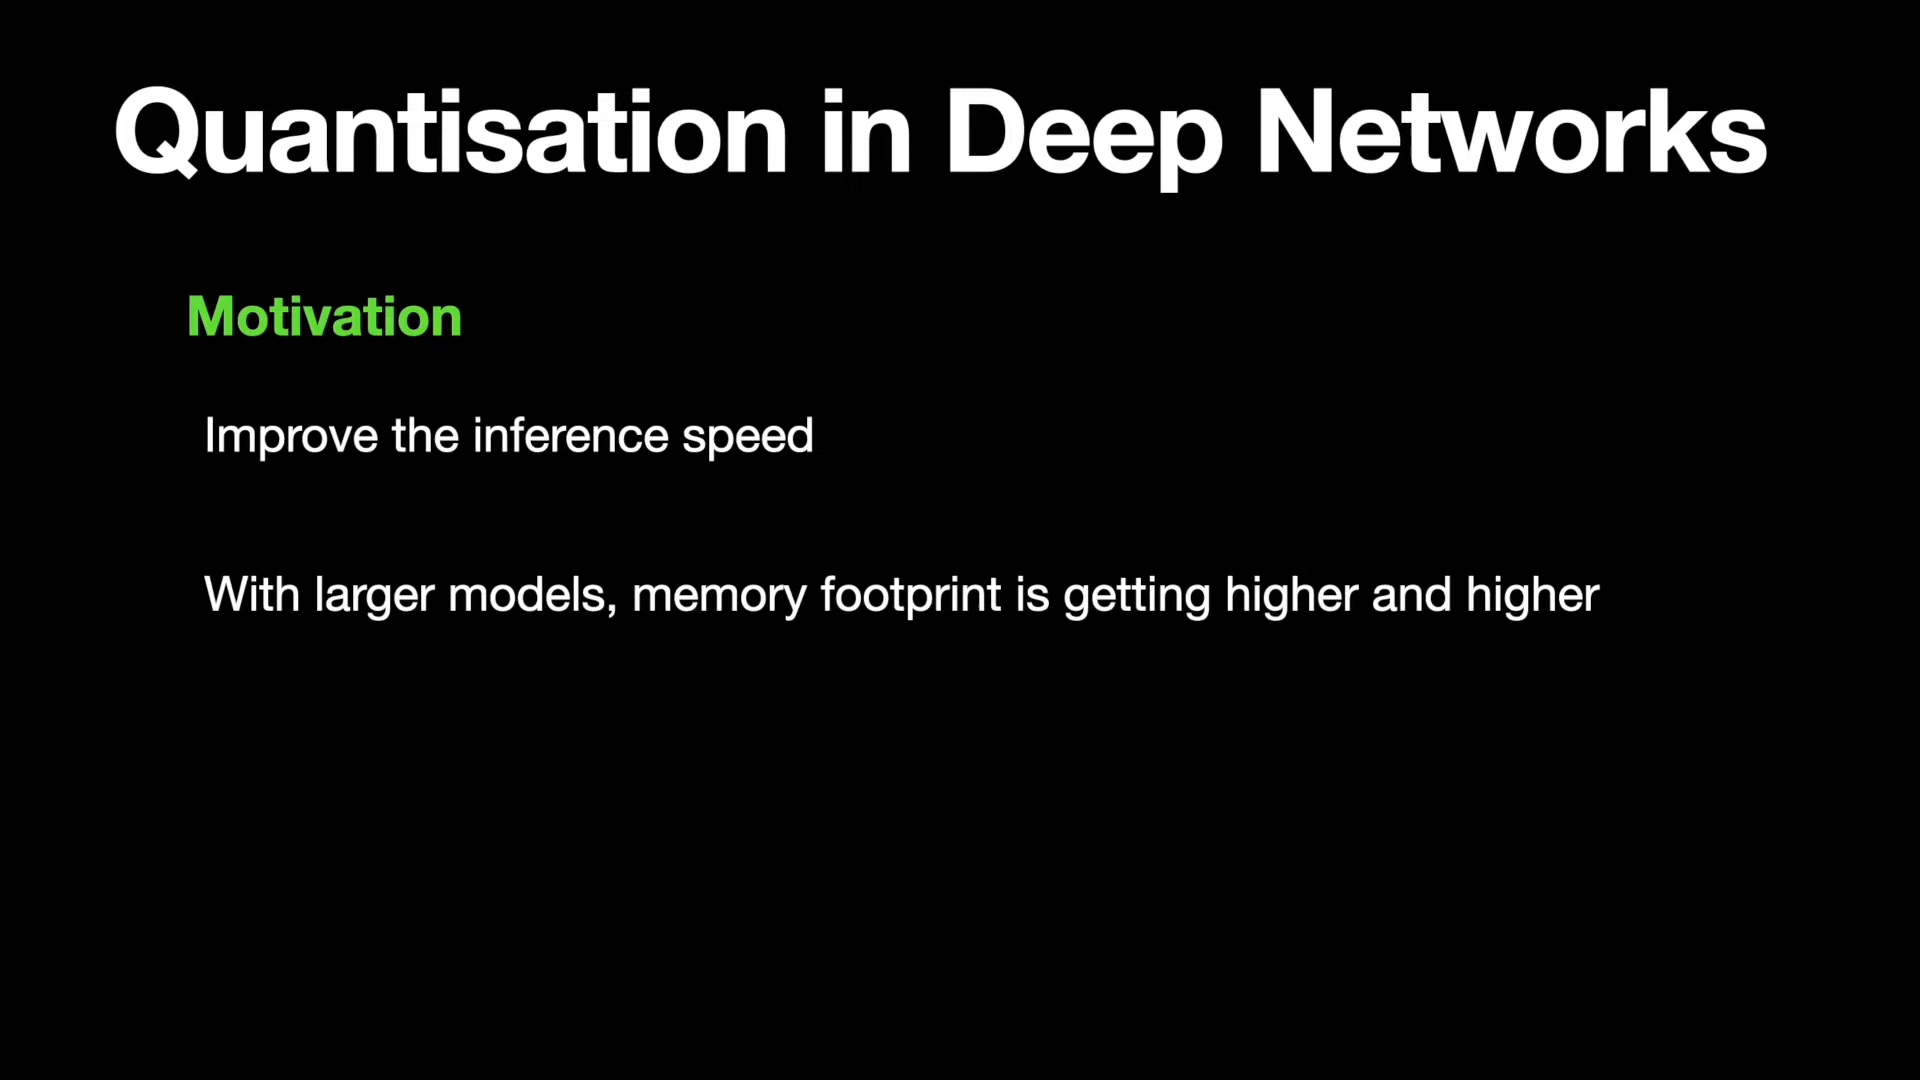 Quantisation in Deep Networks
Motivation
Improve the inference speed
With larger models, memory footprint is getting higher and higher